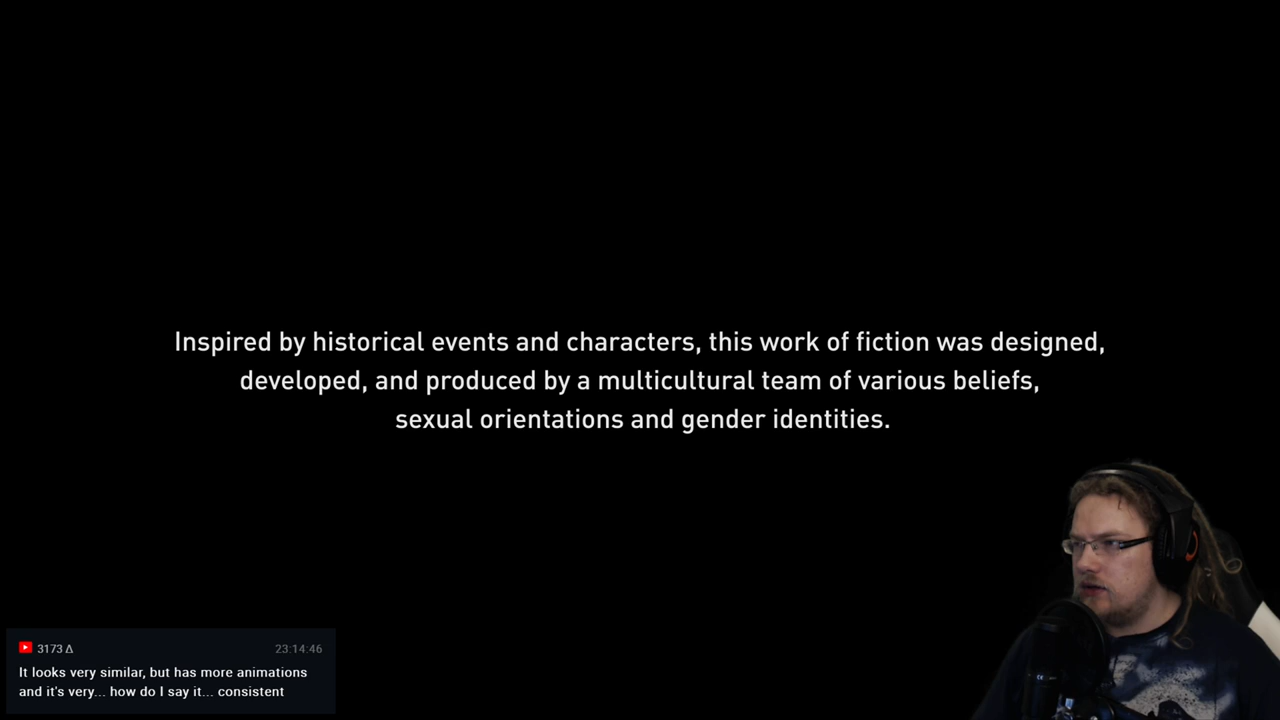 Inspired by historical events and characters, this work of fiction was designed,
developed, and produced by a multicultural team of various beliefs,
sexual orientations and gender identities.
3173 Δ 23:14:46
It looks very similar, but has more animations
and it's very... how do I say it... consistent